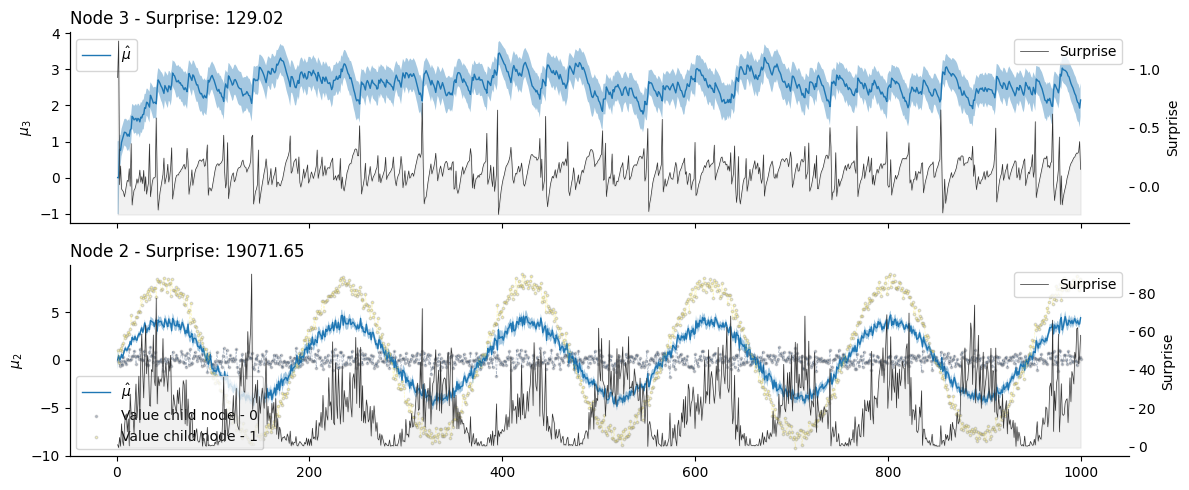 Node 3 - Surprise: 129.02
4
3
2
1
0
−1
μ3
μ̂
Surprise
1.0
0.5
0.0
Surprise
Node 2 - Surprise: 19071.65
5
0
−5
−10
μ2
μ̂
Value child node - 0
Value child node - 1
Surprise
80
60
40
20
0
Surprise
0
200
400
600
800
1000